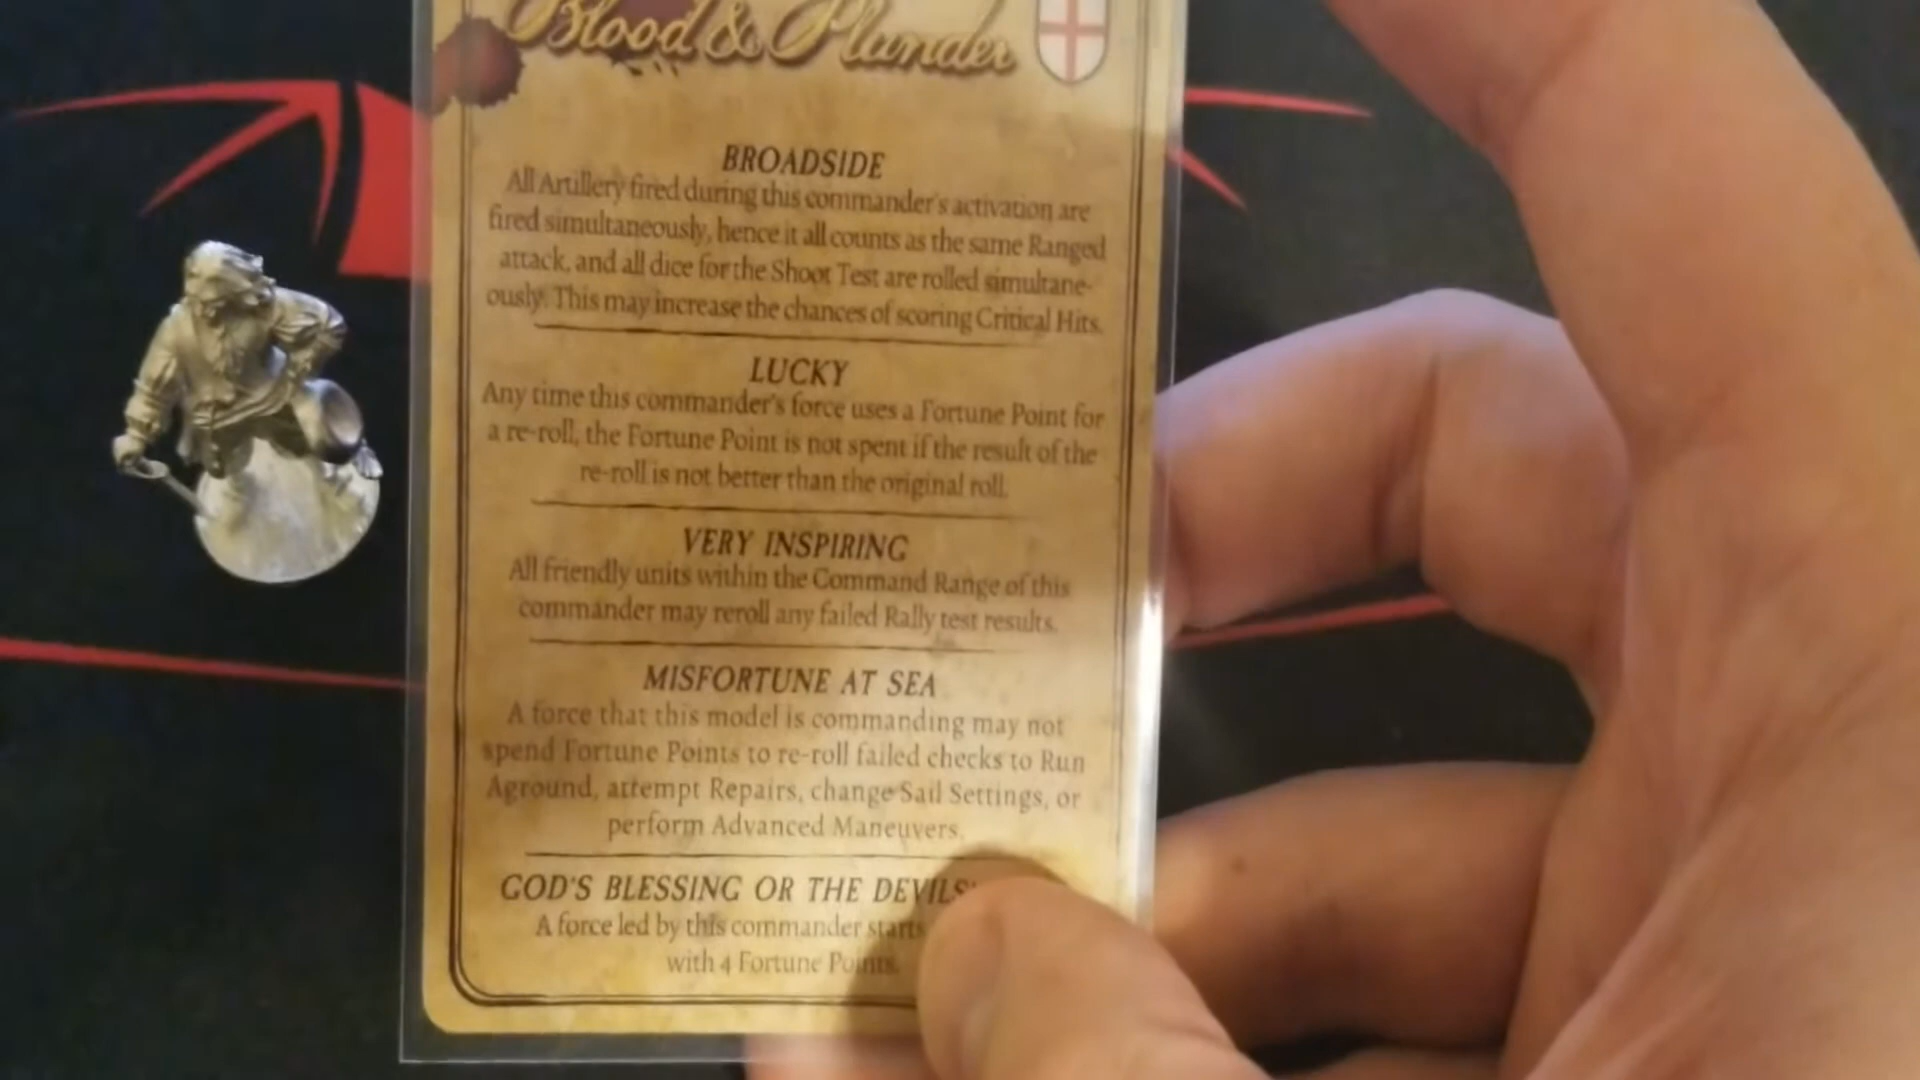 Blood & Plunder
BROADSIDE
All Artillery fired during this commander's activation are
fired simultaneously, hence it all counts as the same Ranged
attack, and all dice for the Shoot Test are rolled simultane-
ously. This may increase the chances of scoring Critical Hits.
LUCKY
Any time this commander's force uses a Fortune Point for
a re-roll, the Fortune Point is not spent if the result of the
re-roll is not better than the original roll.
VERY INSPIRING
All friendly units within the Command Range of this
commander may reroll any failed Rally test results.
MISFORTUNE AT SEA
A force that this model is commanding may not
spend Fortune Points to re-roll failed checks to Run
Aground, attempt Repairs, change Sail Settings, or
perform Advanced Maneuvers.
GOD'S BLESSING OR THE DEVILS'
A force led by this commander starts
with 4 Fortune Points.